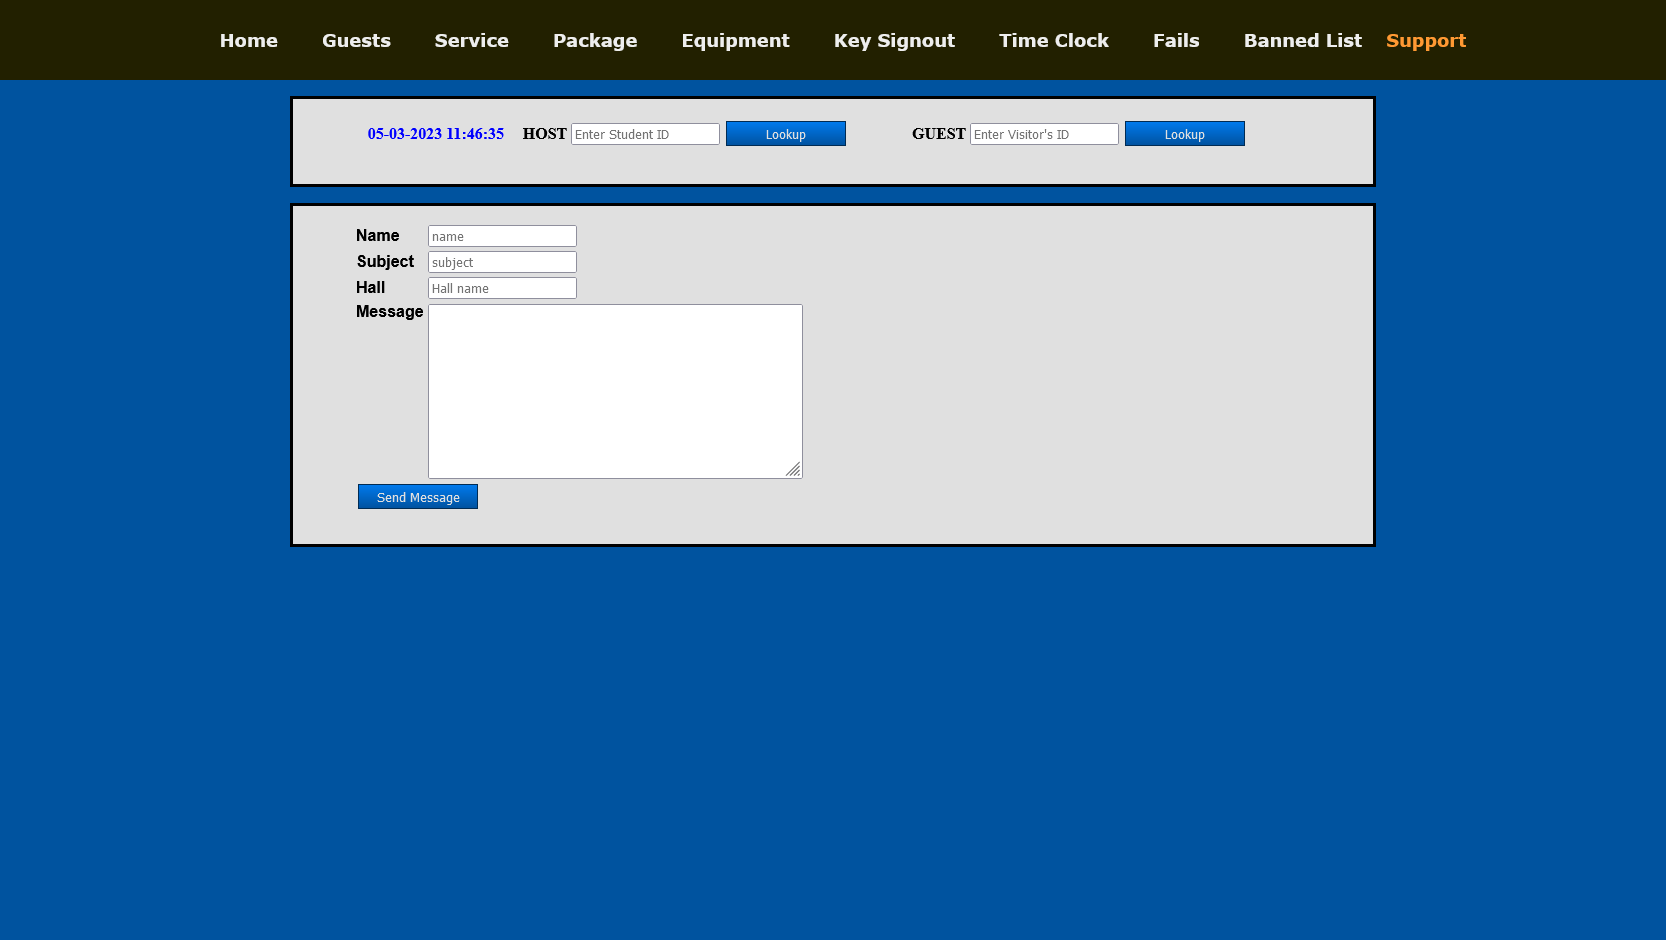 Home Guests Service Package Equipment Key Signout Time Clock Fails Banned List Support
05-03-2023 11:46:35 HOST Enter Student ID Lookup GUEST Enter Visitor's ID Lookup
Name name
Subject subject
Hall Hall name
Message
Send Message